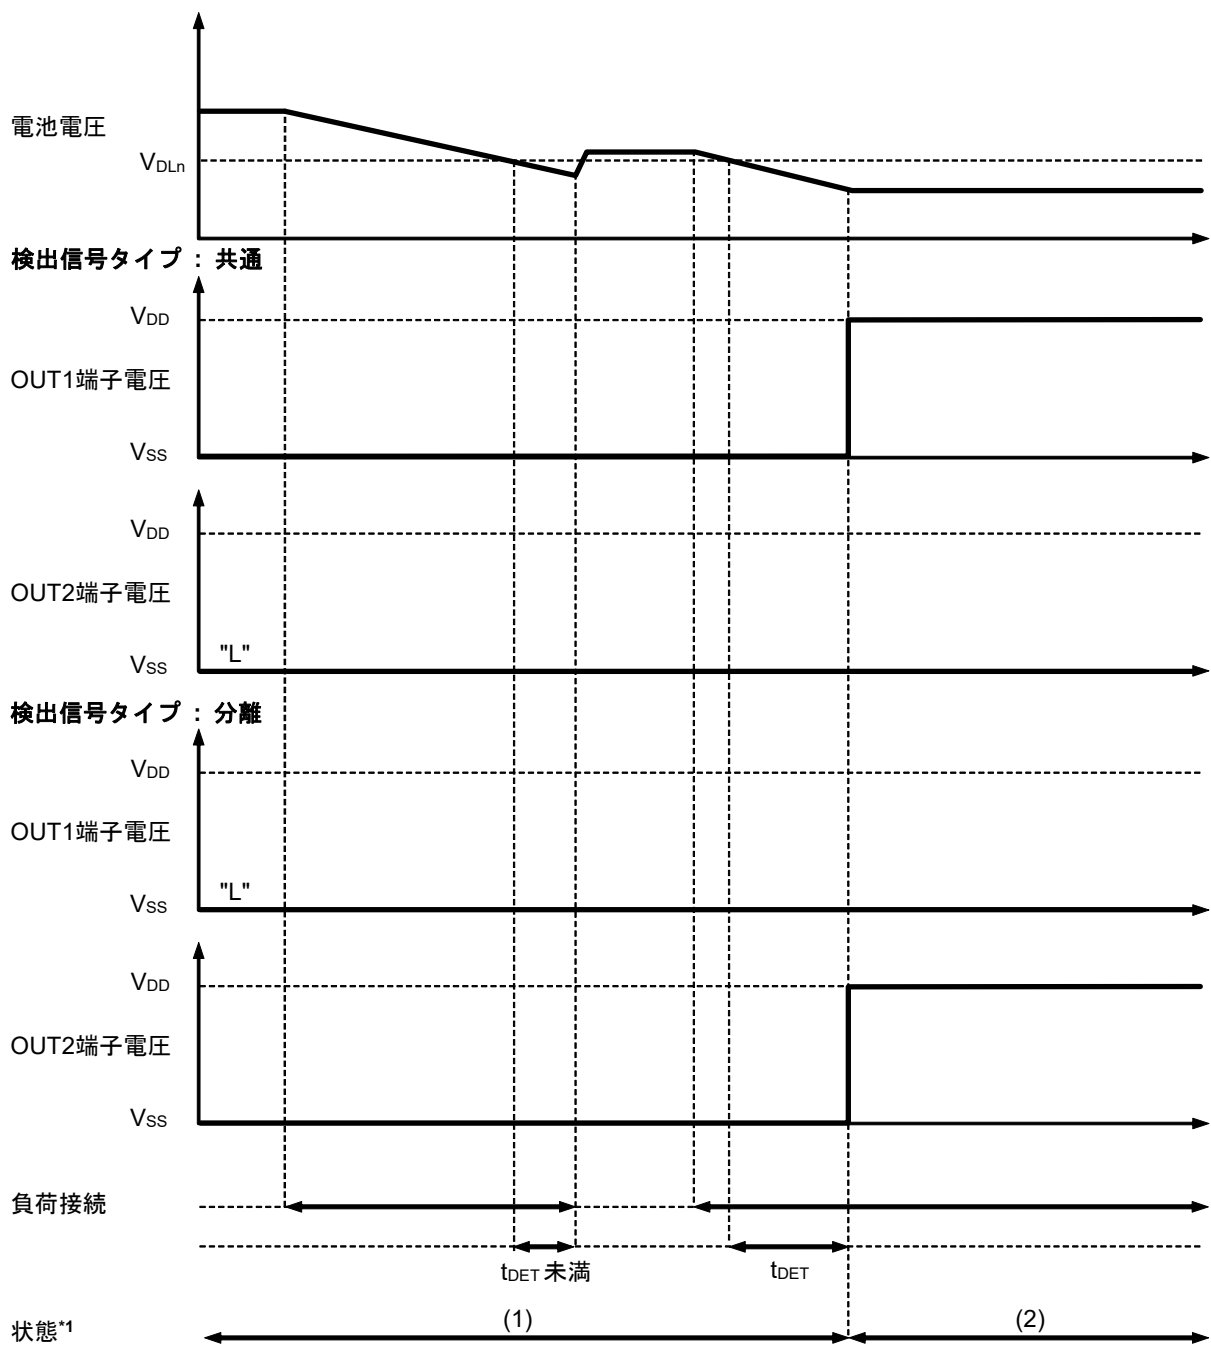 電池電圧
VDLn
検出信号タイプ : 共通
VDD
OUT1端子電圧
VSS
VDD
OUT2端子電圧
VSS
"L"
検出信号タイプ : 分離
VDD
OUT1端子電圧
VSS
"L"
VDD
OUT2端子電圧
VSS
負荷接続
tDET 未満
tDET
状態*1
(1)
(2)